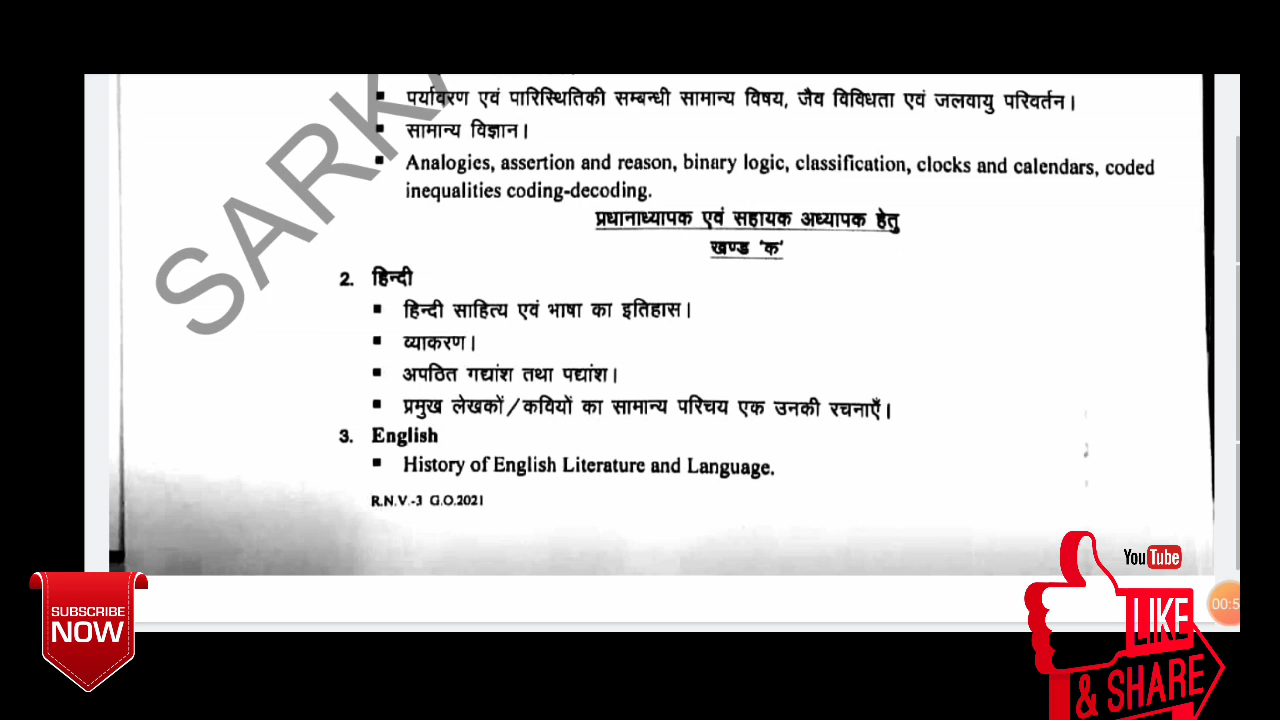 पर्यावरण एवं पारिस्थितिकी सम्बन्धी सामान्य विषय, जैव विविधता एवं जलवायु परिवर्तन।
सामान्य विज्ञान।
Analogies, assertion and reason, binary logic, classification, clocks and calendars, coded
inequalities coding-decoding.
प्रधानाध्यापक एवं सहायक अध्यापक हेतु
खण्ड 'क'
2. हिन्दी
हिन्दी साहित्य एवं भाषा का इतिहास।
व्याकरण।
अपठित गद्यांश तथा पद्यांश।
प्रमुख लेखकों/कवियों का सामान्य परिचय एक उनकी रचनाएँ।
3. English
History of English Literature and Language.
R.N.V.-3 G.O.2021
SUBSCRIBE
NOW
YouTube
LIKE
& SHARE
00:5